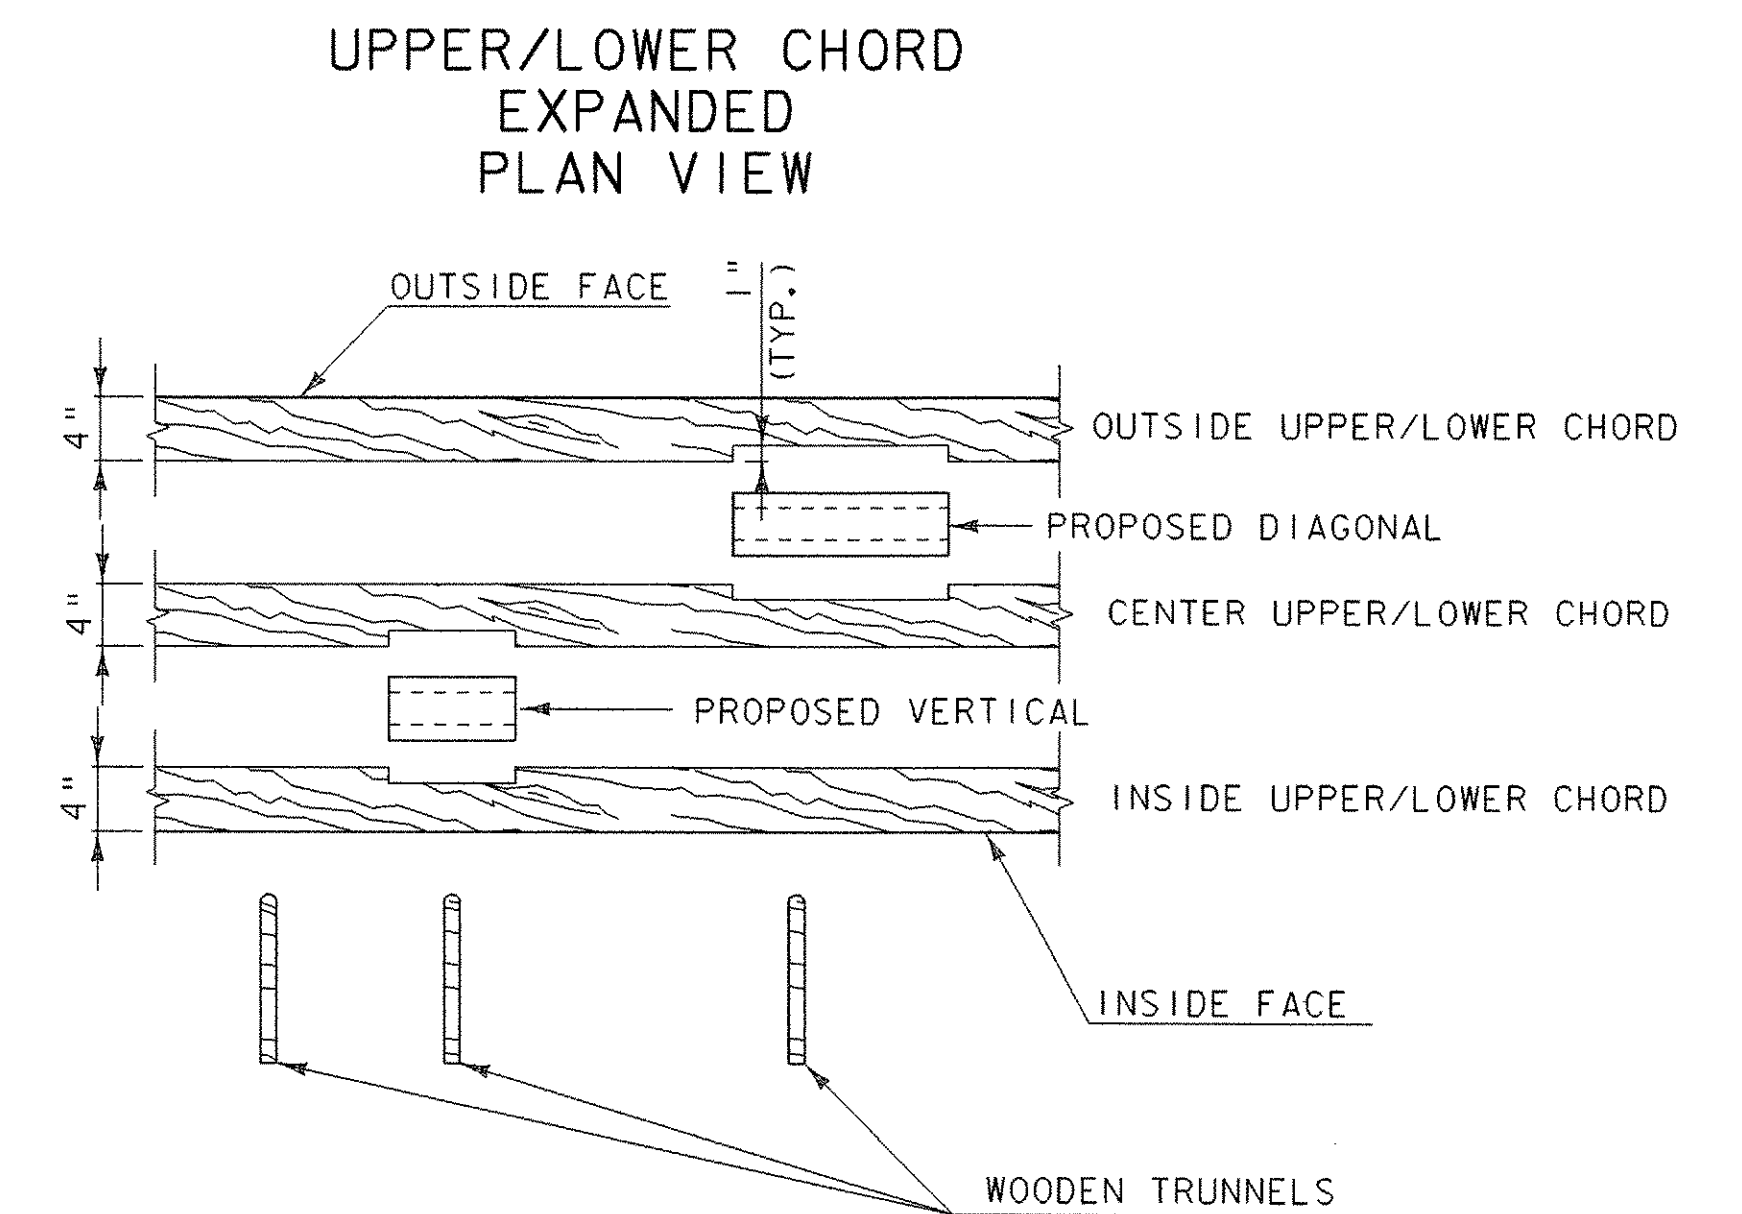 UPPER/LOWER CHORD
EXPANDED
PLAN VIEW
OUTSIDE FACE
1"
(TYP.)
4"
OUTSIDE UPPER/LOWER CHORD
PROPOSED DIAGONAL
4"
CENTER UPPER/LOWER CHORD
PROPOSED VERTICAL
4"
INSIDE UPPER/LOWER CHORD
INSIDE FACE
WOODEN TRUNNELS